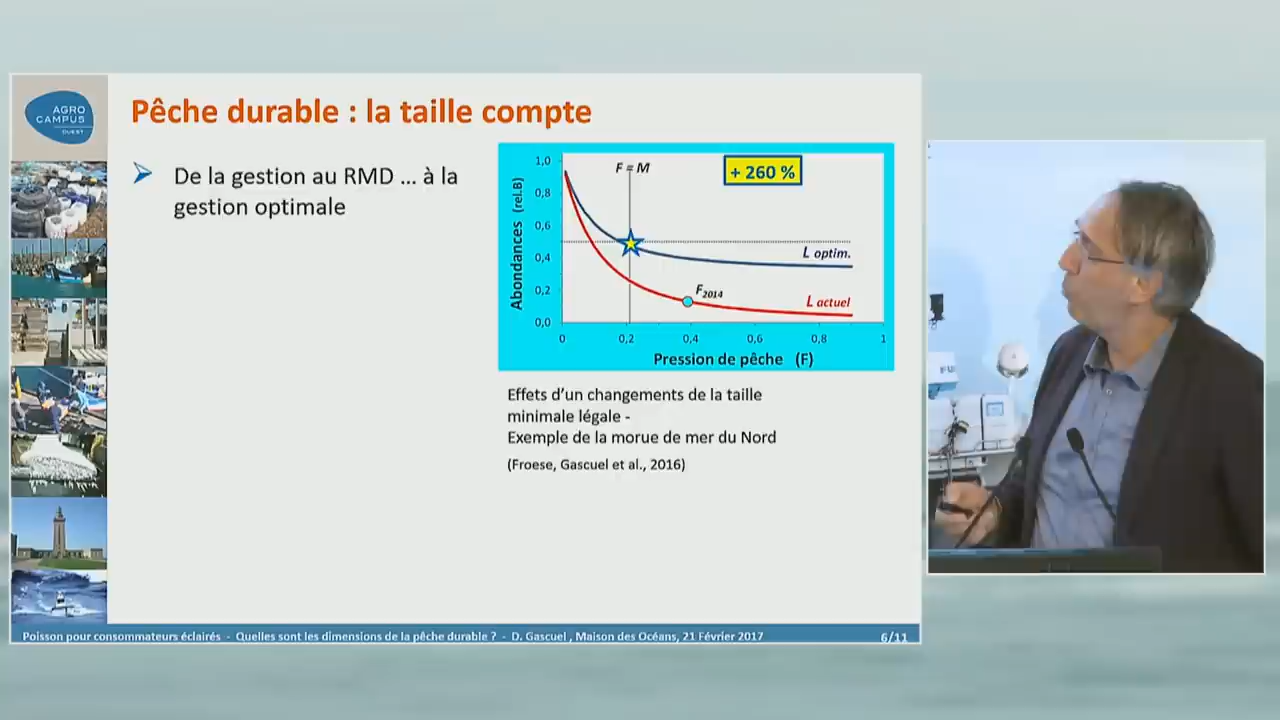 AGRO
CAMPUS
OUEST
Pêche durable : la taille compte
De la gestion au RMD ... à la
gestion optimale
Abondances (rel.B)
1,0
0,8
0,6
0,4
0,2
0,0
F = M
+ 260 %
L optim.
F2014
L actuel
0
0,2
0,4
0,6
0,8
1
Pression de pêche (F)
Effets d'un changements de la taille
minimale légale -
Exemple de la morue de mer du Nord
(Froese, Gascuel et al., 2016)
Poisson pour consommateurs éclairés - Quelles sont les dimensions de la pêche durable ? - D. Gascuel , Maison des Océans, 21 Février 2017
6/11